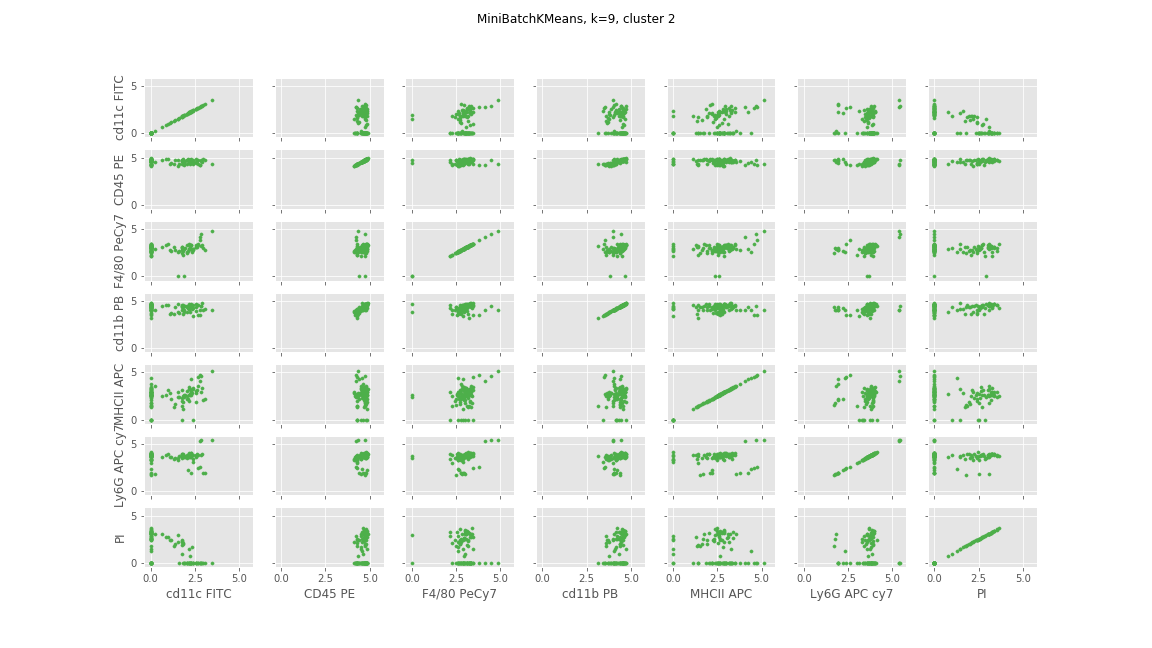 MiniBatchKMeans, k=9, cluster 2
cd11c FITC
5
0
CD45 PE
5
0
F4/80 PeCy7
5
0
cd11b PB
5
0
MHCII APC
5
0
Ly6G APC cy7
5
0
PI
5
0
0.0 2.5 5.0 0.0 2.5 5.0 0.0 2.5 5.0 0.0 2.5 5.0 0.0 2.5 5.0 0.0 2.5 5.0 0.0 2.5 5.0
cd11c FITC CD45 PE F4/80 PeCy7 cd11b PB MHCII APC Ly6G APC cy7 PI